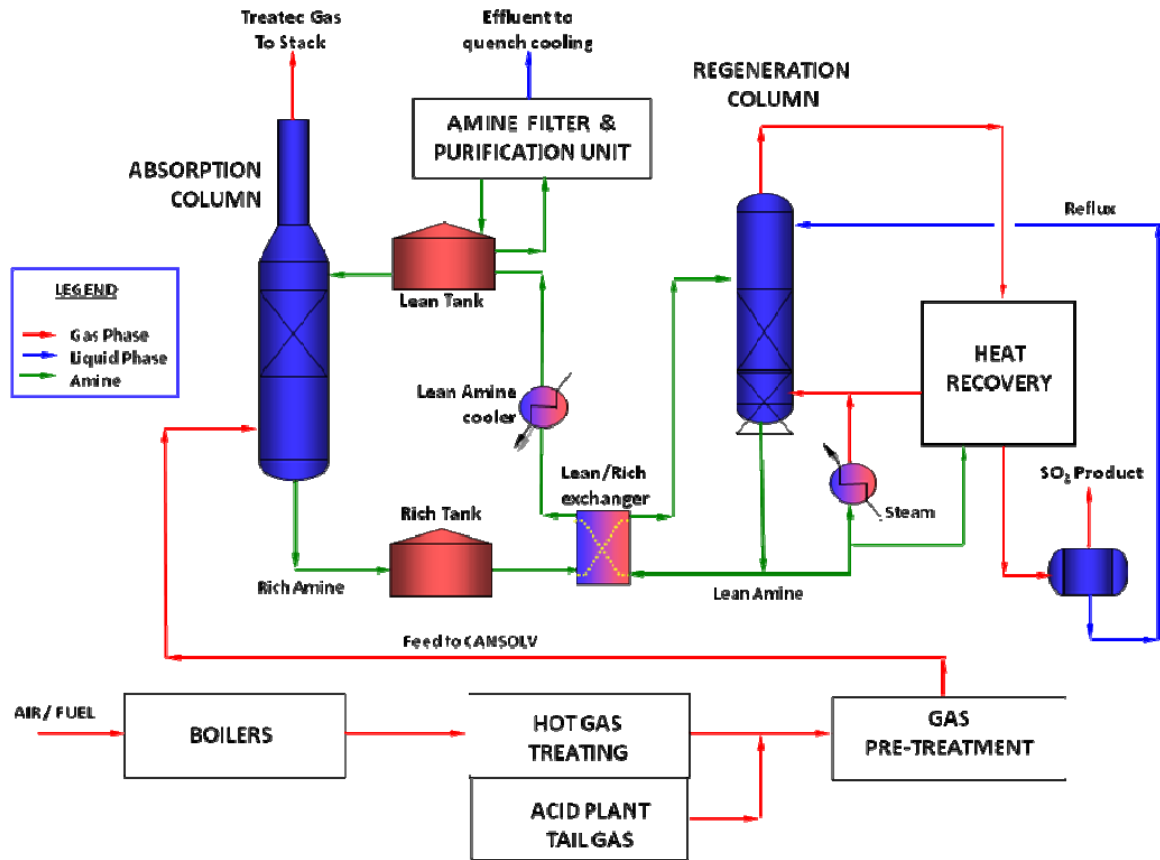 Treatec Gas
To Stack
Effluent to
quench cooling
REGENERATION
COLUMN
AMINE FILTER &
PURIFICATION UNIT
ABSORPTION
COLUMN
Reflux
LEGEND
Gas Phase
Liquid Phase
Amine
Lean Tank
HEAT
RECOVERY
Lean Amine
cooler
Lean/Rich
exchanger
SO₂ Product
Rich Tank
Steam
Rich Amine
Lean Amine
Feed to CANSOLV
AIR/ FUEL
BOILERS
HOT GAS
TREATING
GAS
PRE-TREATMENT
ACID PLANT
TAIL GAS